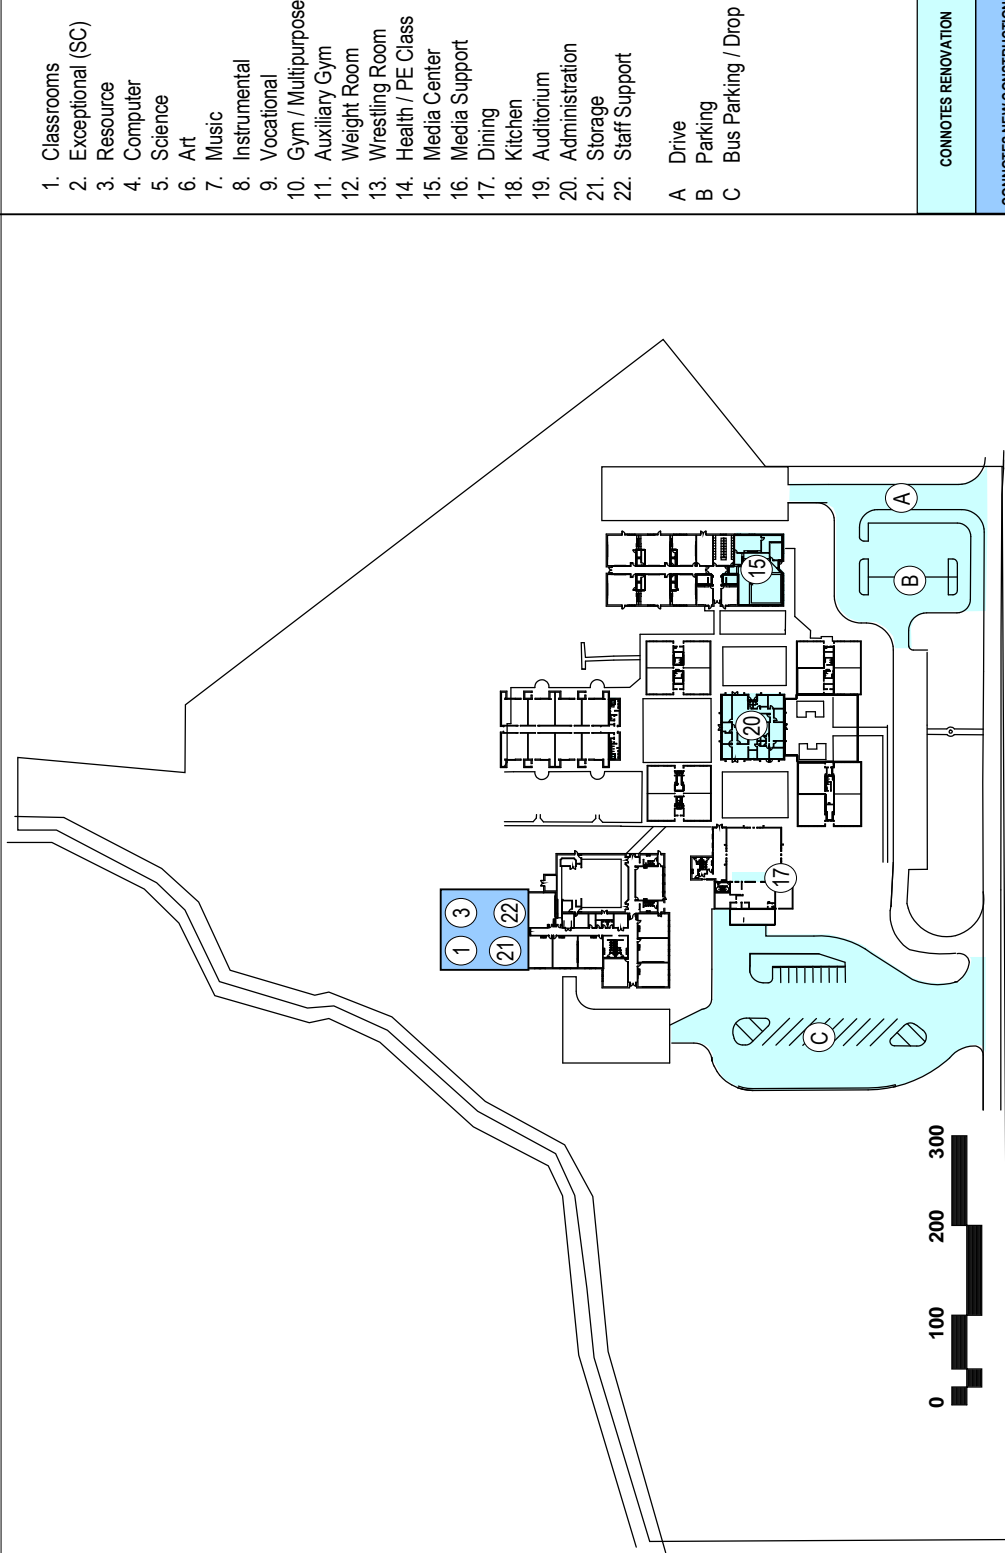 1. Classrooms
2. Exceptional (SC)
3. Resource
4. Computer
5. Science
6. Art
7. Music
8. Instrumental
9. Vocational
10. Gym / Multipurpose
11. Auxiliary Gym
12. Weight Room
13. Wrestling Room
14. Health / PE Class
15. Media Center
16. Media Support
17. Dining
18. Kitchen
19. Auditorium
20. Administration
21. Storage
22. Staff Support
A Drive
B Parking
C Bus Parking / Drop
CONNOTES RENOVATION
1
3
21
22
17
20
15
A
B
C
0 100 200 300